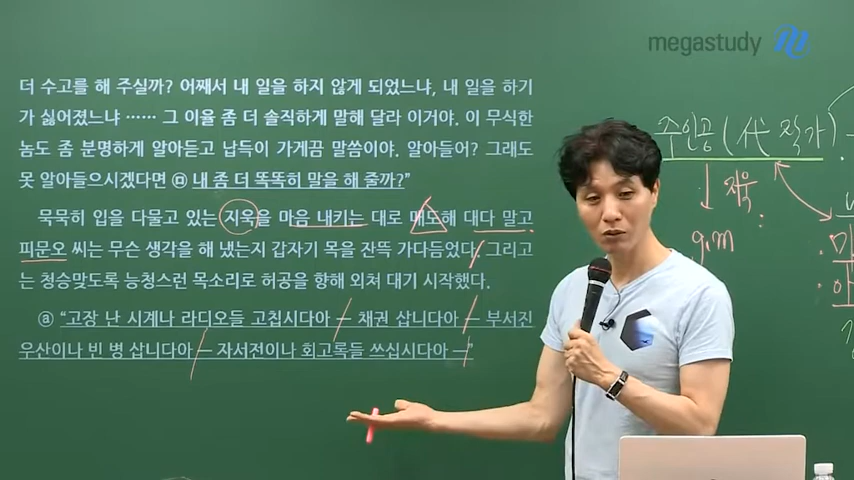 megastudy
더 수고를 해 주실까? 어째서 내 일을 하지 않게 되었느냐, 내 일을 하기
가 싫어졌느냐 …… 그 이율 좀 더 솔직하게 말해 달라 이거야. 이 무식한
놈도 좀 분명하게 알아듣고 납득이 가게끔 말씀이야. 알아들어? 그래도
못 알아들으시겠다면 ㉤ 내 좀 더 똑똑히 말을 해 줄까?”
묵묵히 입을 다물고 있는 지욱을 마음 내키는 대로 매도해 대다 말고
피문오 씨는 무슨 생각을 해 냈는지 갑자기 목을 잔뜩 가다듬었다. 그리고
는 청승맞도록 능청스런 목소리로 허공을 향해 외쳐 대기 시작했다.
ⓐ “고장 난 시계나 라디오들 고칩시다아 ― 채권 삽니다아 ― 부서진
우산이나 빈 병 삽니다아 ― 자서전이나 회고록들 쓰십시다아 ―”
주인공(代 작가)
지욱